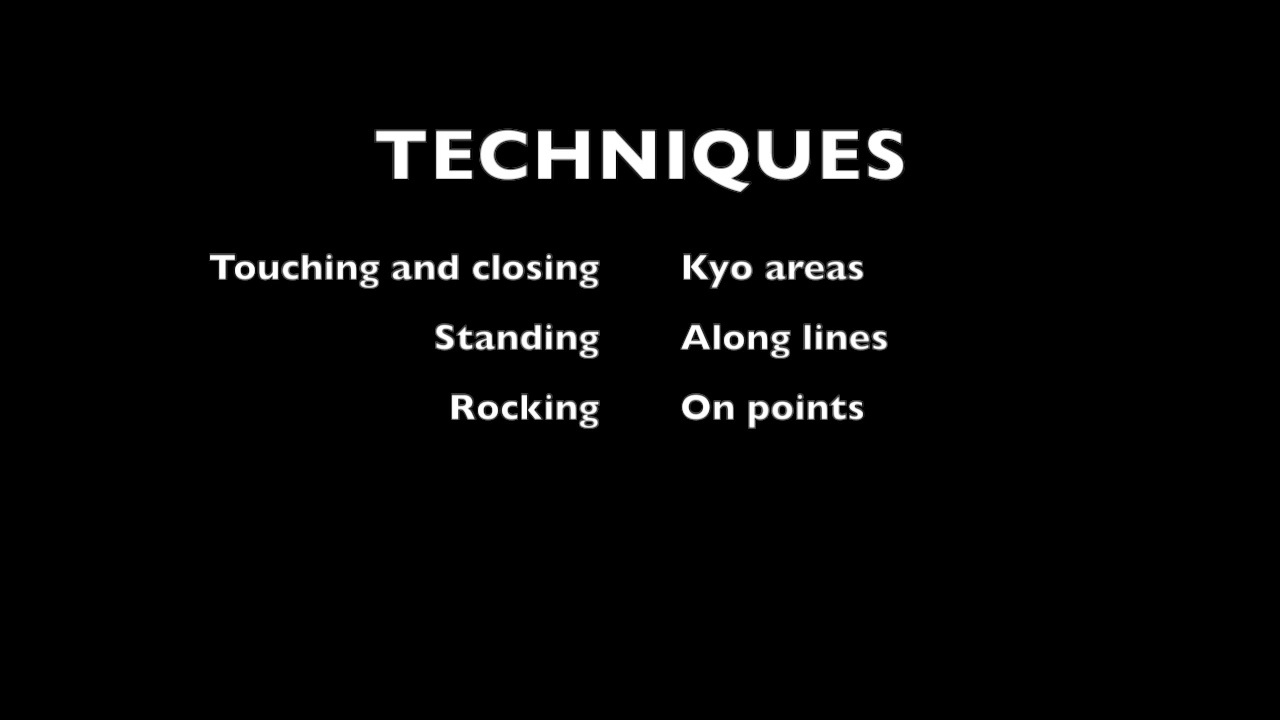 TECHNIQUES
Touching and closing Kyo areas
Standing Along lines
Rocking On points